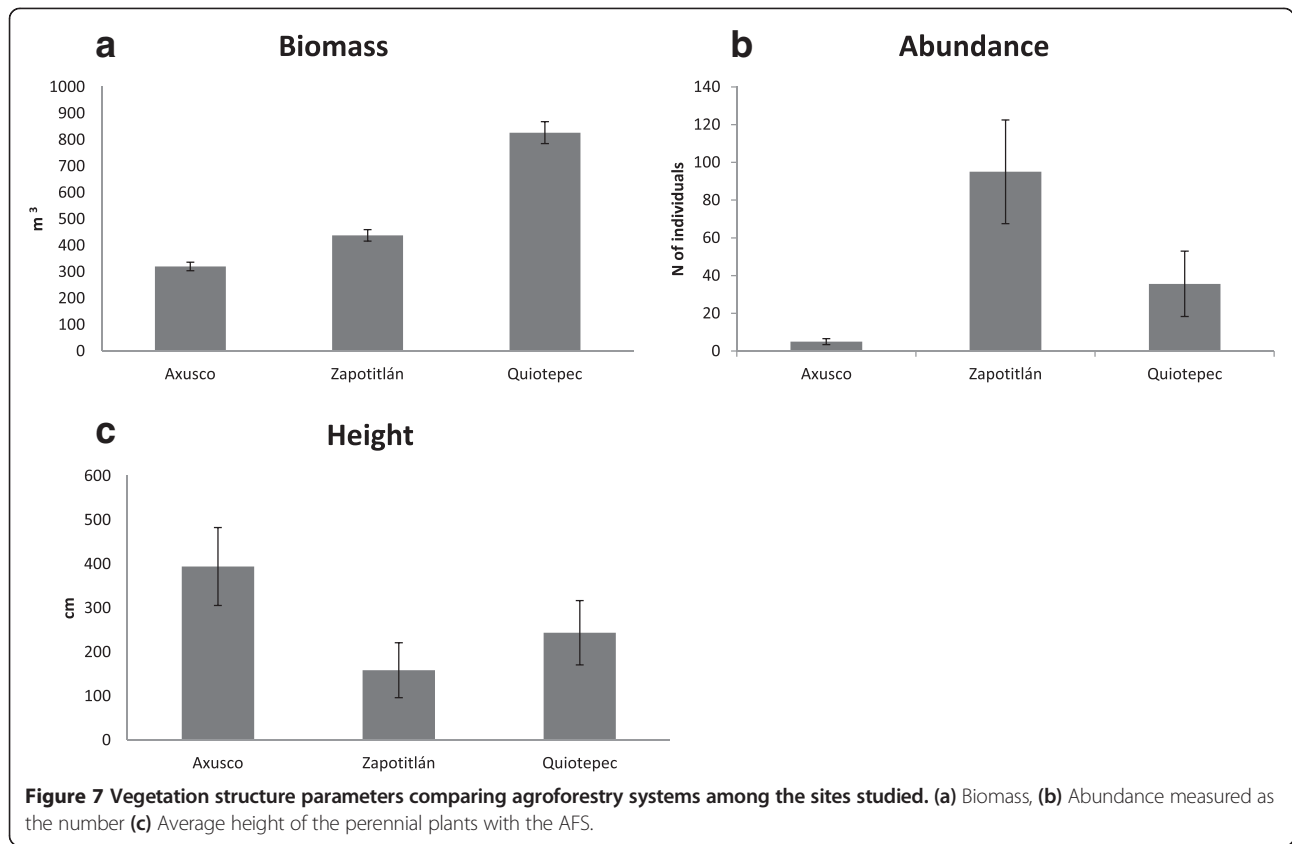 a
Biomass
1000
900
800
700
600
500
400
300
200
100
0
m ³
Axusco
Zapotitlán
Quiotepec
b
Abundance
140
120
100
80
60
40
20
0
N of individuals
Axusco
Zapotitlán
Quiotepec
c
Height
600
500
400
300
200
100
0
cm
Axusco
Zapotitlán
Quiotepec
Figure 7 Vegetation structure parameters comparing agroforestry systems among the sites studied. (a) Biomass, (b) Abundance measured as
the number (c) Average height of the perennial plants with the AFS.